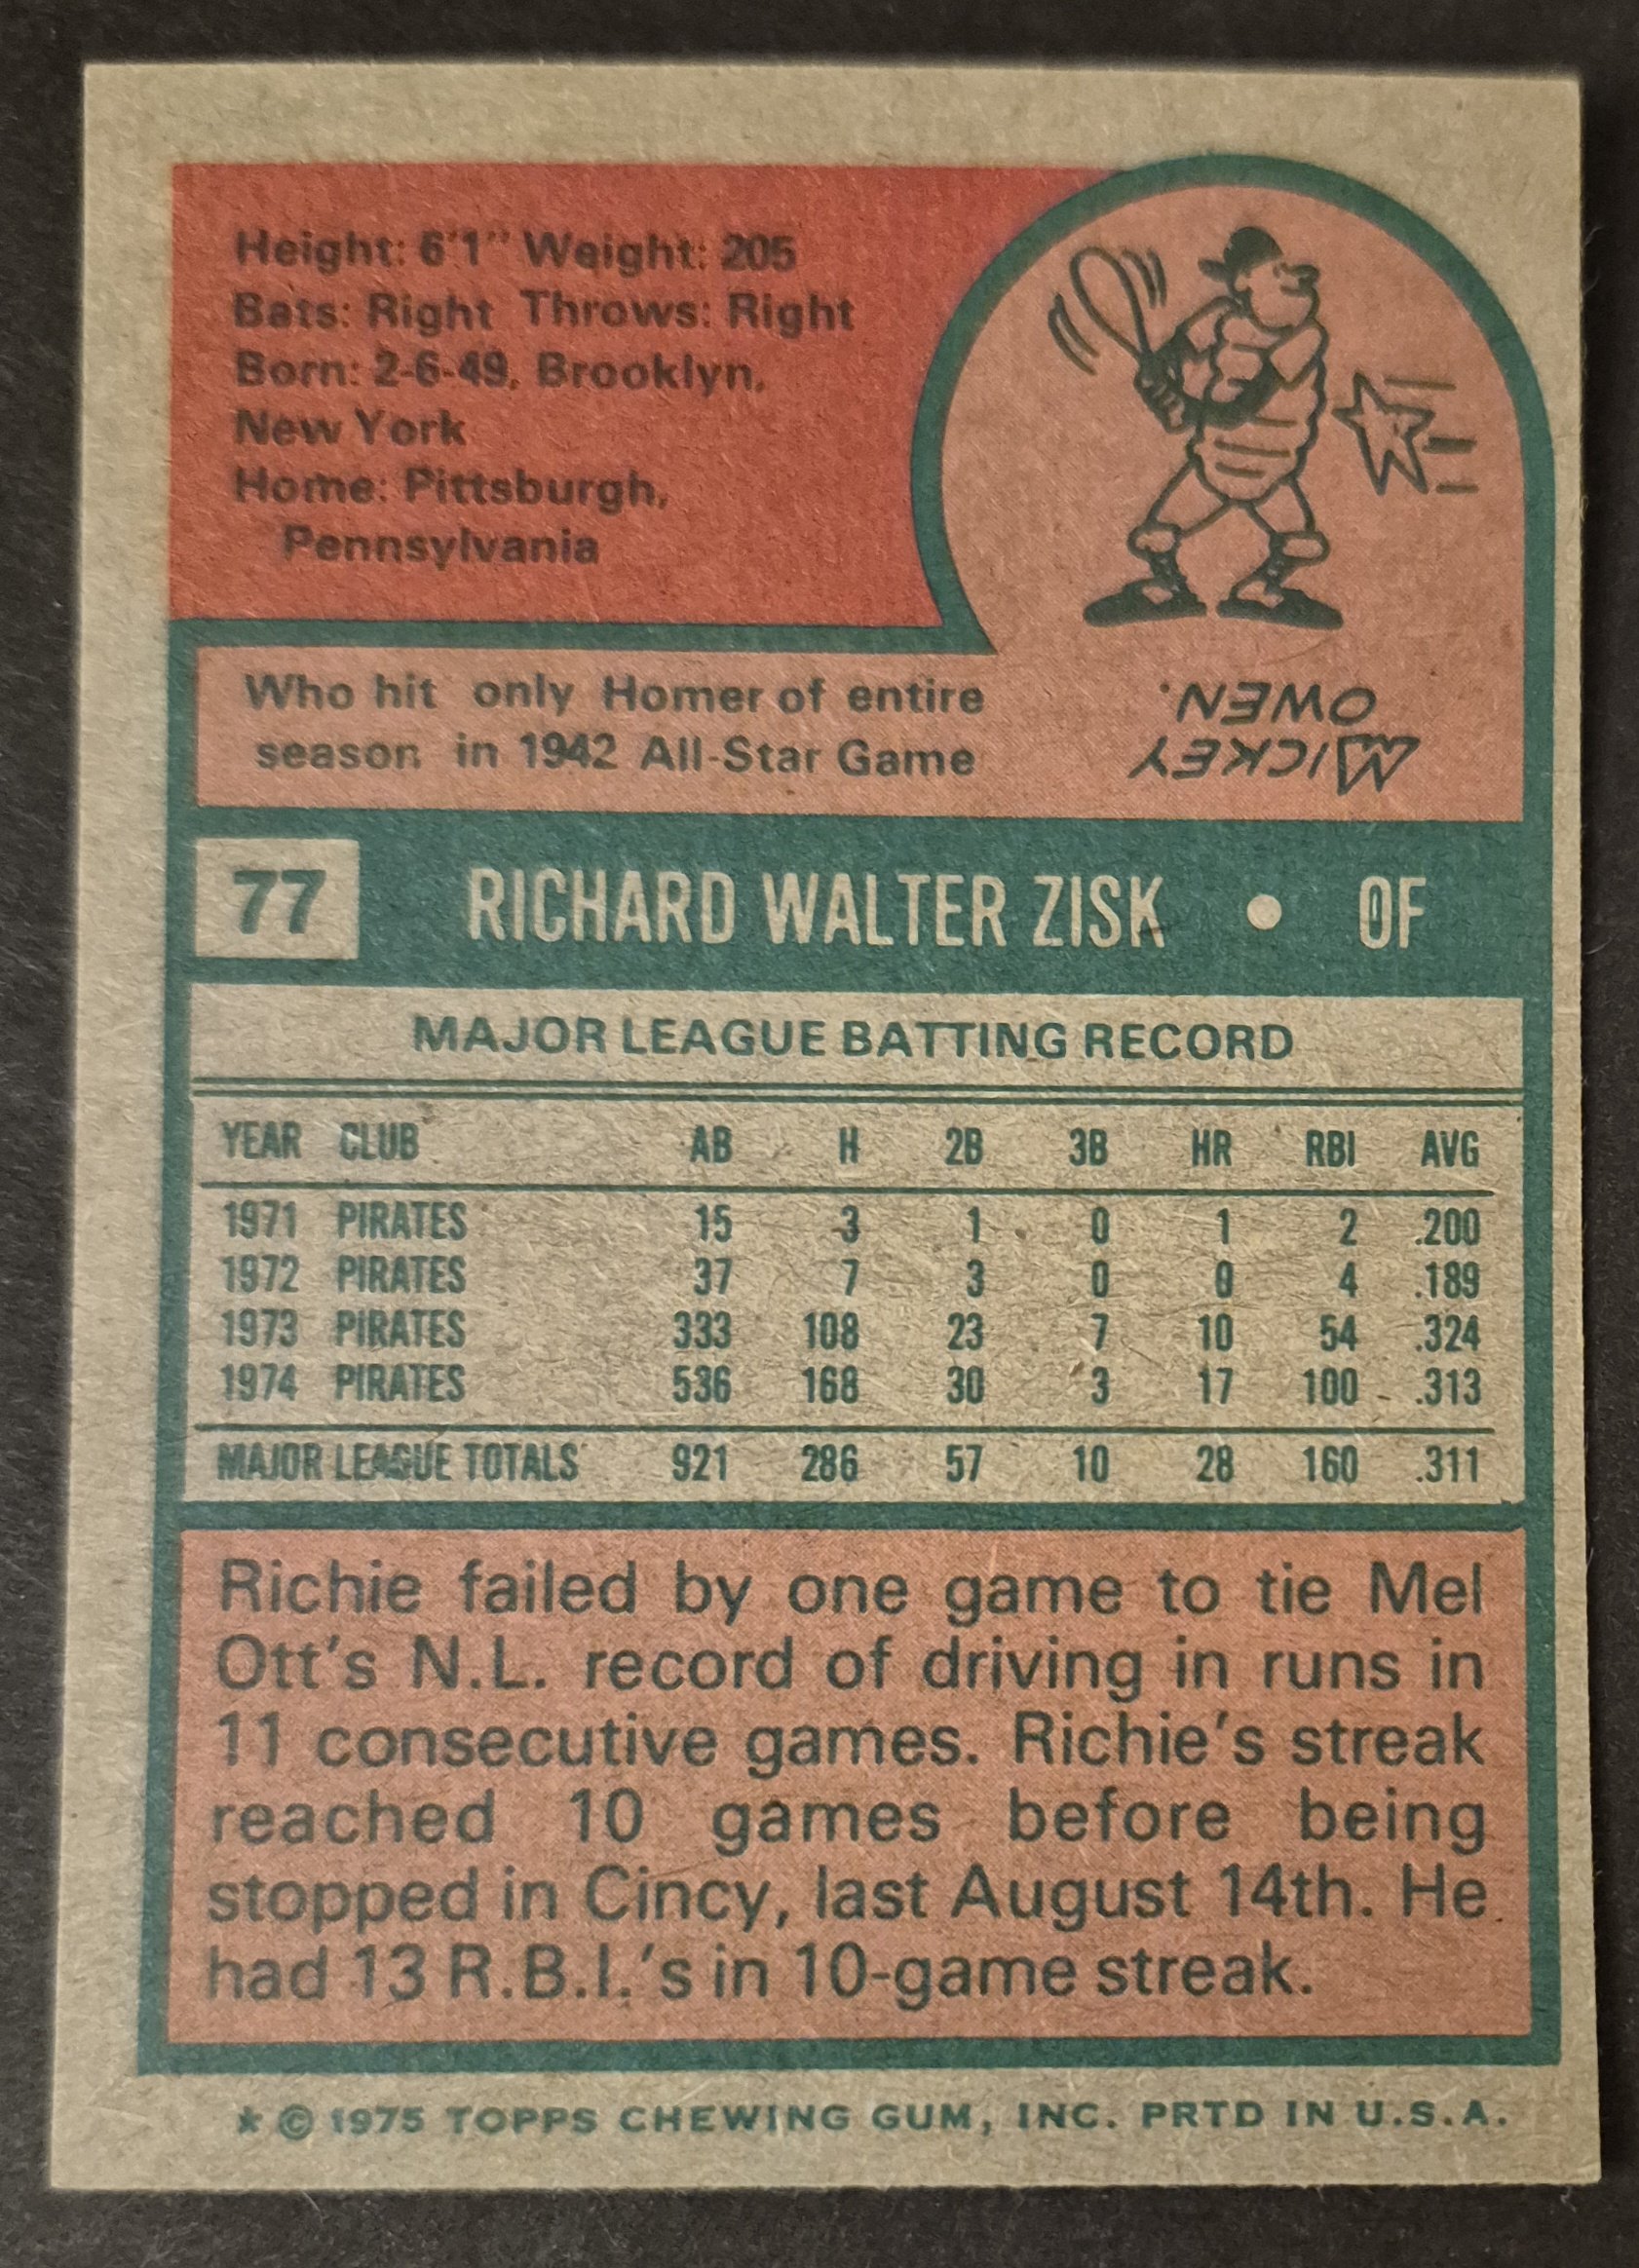 Height: 6'1" Weight: 205
Bats: Right Throws: Right
Born: 2-6-49, Brooklyn,
New York
Home: Pittsburgh,
Pennsylvania
Who hit only Homer of entire
season in 1942 All-Star Game
MICKEY
OWEN.
77 RICHARD WALTER ZISK • OF
MAJOR LEAGUE BATTING RECORD
YEAR CLUB AB H 2B 3B HR RBI AVG
1971 PIRATES 15 3 1 0 1 2 .200
1972 PIRATES 37 7 3 0 0 4 .189
1973 PIRATES 333 108 23 7 10 54 .324
1974 PIRATES 536 168 30 3 17 100 .313
MAJOR LEAGUE TOTALS 921 286 57 10 28 160 .311
Richie failed by one game to tie Mel
Ott's N.L. record of driving in runs in
11 consecutive games. Richie's streak
reached 10 games before being
stopped in Cincy, last August 14th. He
had 13 R.B.I.'s in 10-game streak.
* © 1975 TOPPS CHEWING GUM, INC. PRTD IN U.S.A.